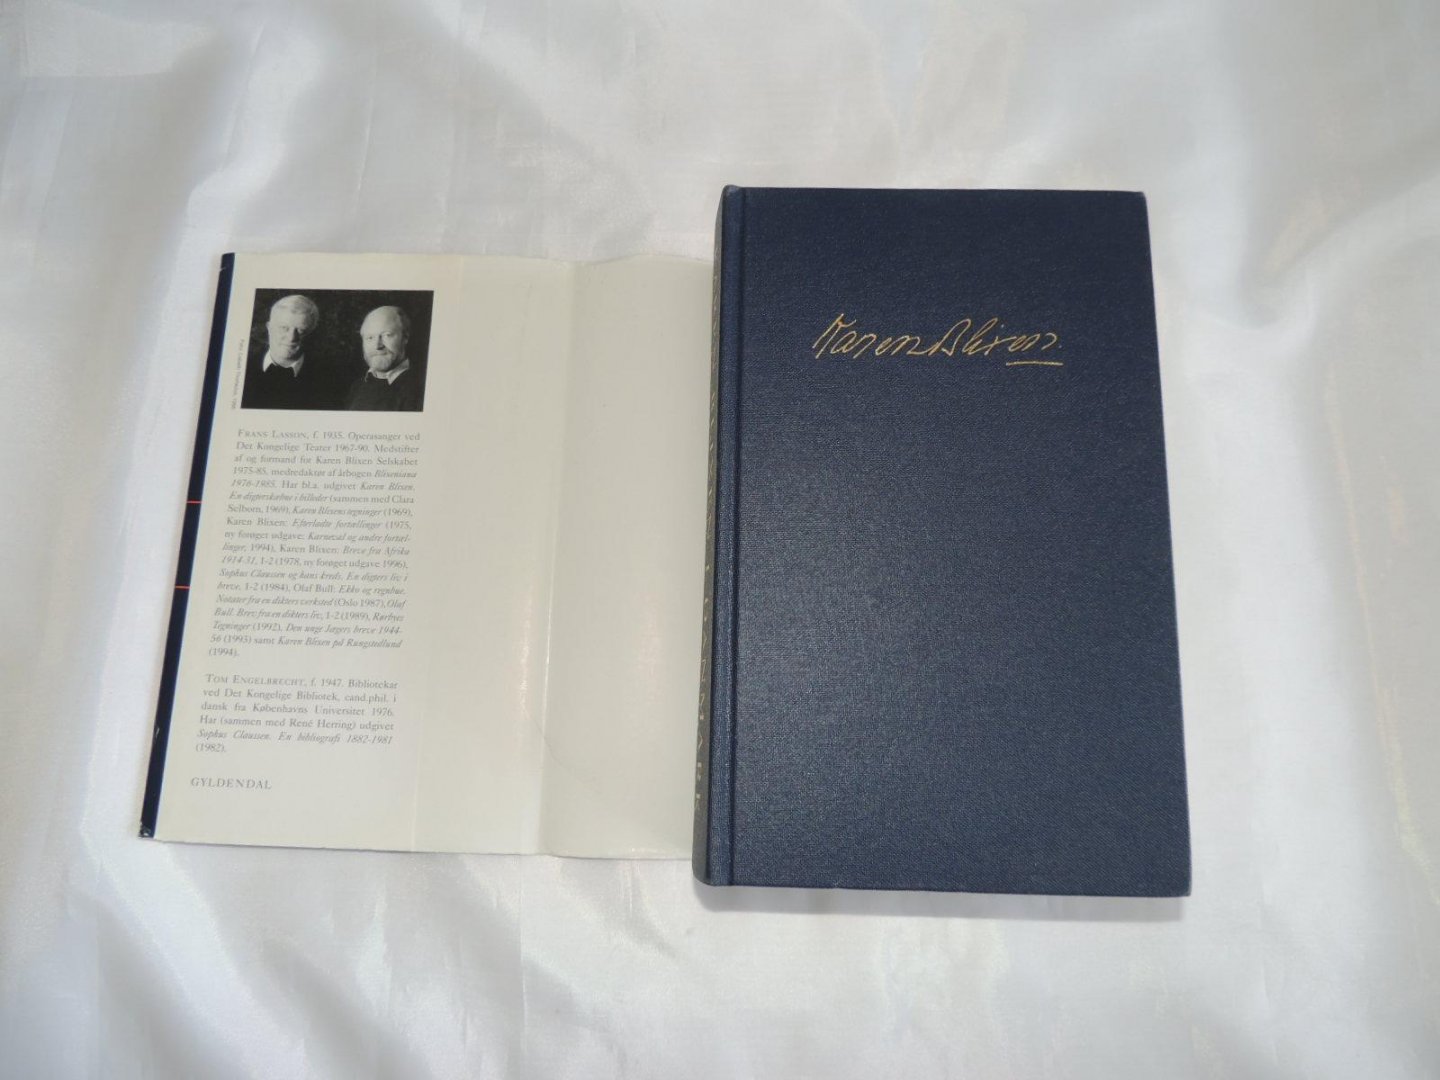 FRANS LASSON, f. 1935. Operasanger ved
Det Kongelige Teater 1967-90. Medstifter
af og formand for Karen Blixen Selskabet
1975-85, medredaktør af årbogen Blixeniana
1976-1985. Har bl.a. udgivet Karen Blixen.
En digterskæbne i billeder (sammen med Clara
Selborn, 1969), Karen Blixens tegninger (1969),
Karen Blixen: Efterladte fortællinger (1975,
ny forøget udgave: Karneval og andre fortæl-
linger, 1994), Karen Blixen: Breve fra Afrika
1914-31, 1-2 (1978, ny forøget udgave 1996),
Sophus Claussen og hans kreds. En digters liv i
breve, 1-2 (1984), Olaf Bull: Ekko og regnbue.
Notater fra en dikters verksted (Oslo 1987), Olaf
Bull. Brev fra en dikters liv, 1-2 (1989), Rørbyes
Tegninger (1992), Den unge Jægers breve 1944-
56 (1993) samt Karen Blixen på Rungstedlund
(1994).
TOM ENGELBRECHT, f. 1947. Bibliotekar
ved Det Kongelige Bibliotek, cand.phil. i
dansk fra Københavns Universitet 1976.
Har (sammen med René Herring) udgivet
Sophus Claussen. En bibliografi 1882-1981
(1982).
GYLDENDAL
Karen Blixen